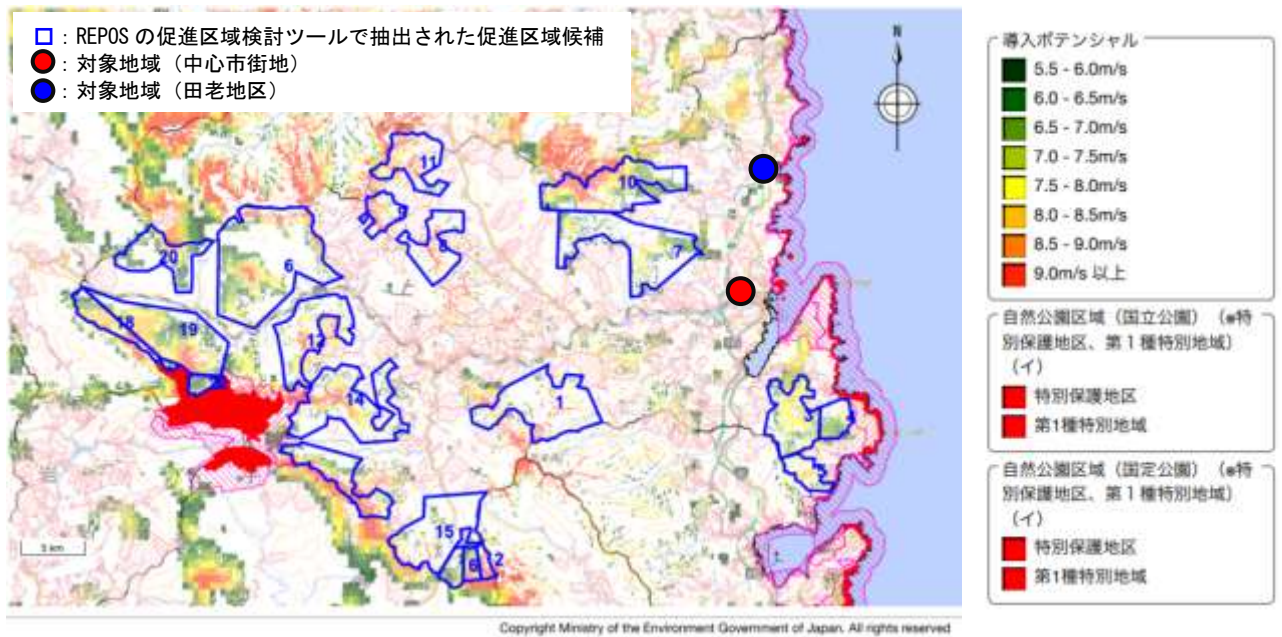 □ : REPOS の促進区域検討ツールで抽出された促進区域候補
● : 対象地域（中心市街地）
● : 対象地域（田老地区）
N
11
10
7
20
6
18
19
14
1
15
2
5 km
導入ポテンシャル
5.5 - 6.0m/s
6.0 - 6.5m/s
6.5 - 7.0m/s
7.0 - 7.5m/s
7.5 - 8.0m/s
8.0 - 8.5m/s
8.5 - 9.0m/s
9.0m/s 以上
自然公園区域（国立公園）（※特
別保護地区、第１種特別地域）
（イ）
特別保護地区
第1種特別地域
自然公園区域（国定公園）（※特
別保護地区、第１種特別地域）
（イ）
特別保護地区
第1種特別地域
Copyright Ministry of the Environment Government of Japan. All rights reserved